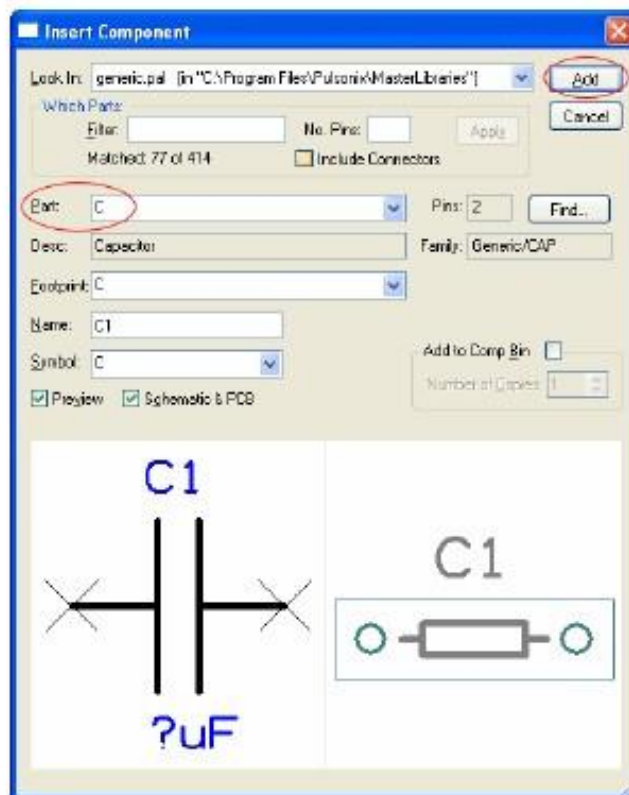 Insert Component
Look In: generic.pal [in "C:\Program Files\Pulsonix\MasterLibraries"] Add
Which Parts:
Filter: No. Pins: Apply
Cancel
Matched: 77 of 414 Include Connectors
Part: C Pins: 2 Find...
Desc: Capacitor Family: Generic/CAP
Footprint: C
Name: C1
Symbol: C Add to Comp Bin
Number of Copies: 1
Preview Schematic & PCB
C1
C1
?uF